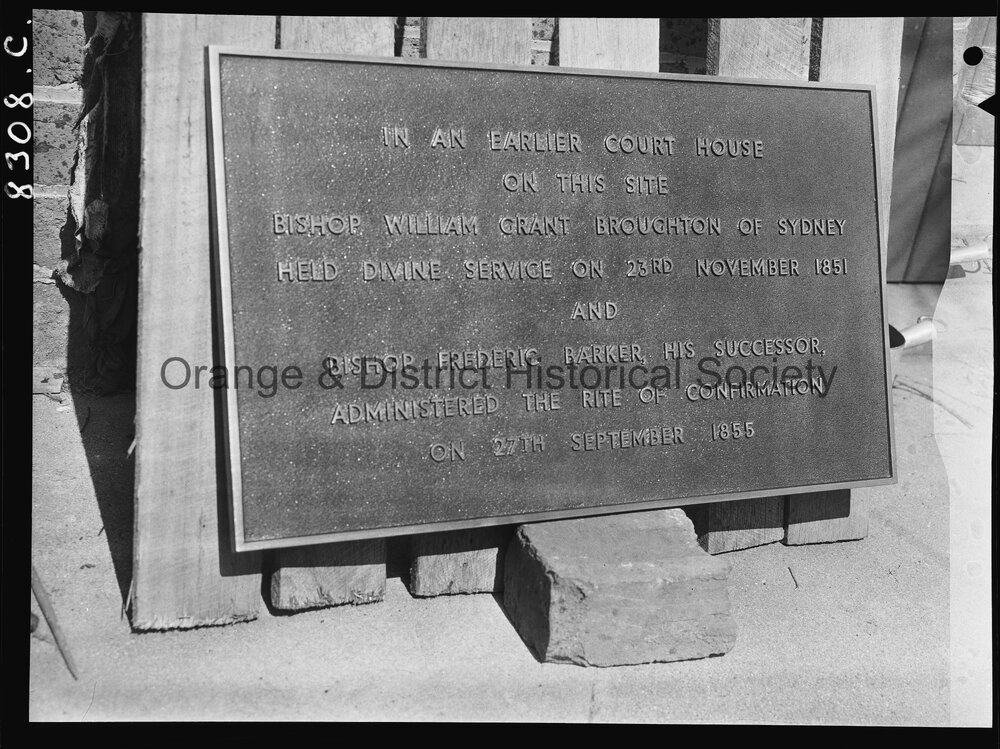 8308.C.
IN AN EARLIER COURT HOUSE
ON THIS SITE
BISHOP WILLIAM GRANT BROUGHTON OF SYDNEY
HELD DIVINE SERVICE ON 23RD NOVEMBER 1851
AND
BISHOP FREDERIC BARKER, HIS SUCCESSOR,
Orange & District Historical Society
ADMINISTERED THE RITE OF CONFIRMATION
ON 27TH SEPTEMBER 1855